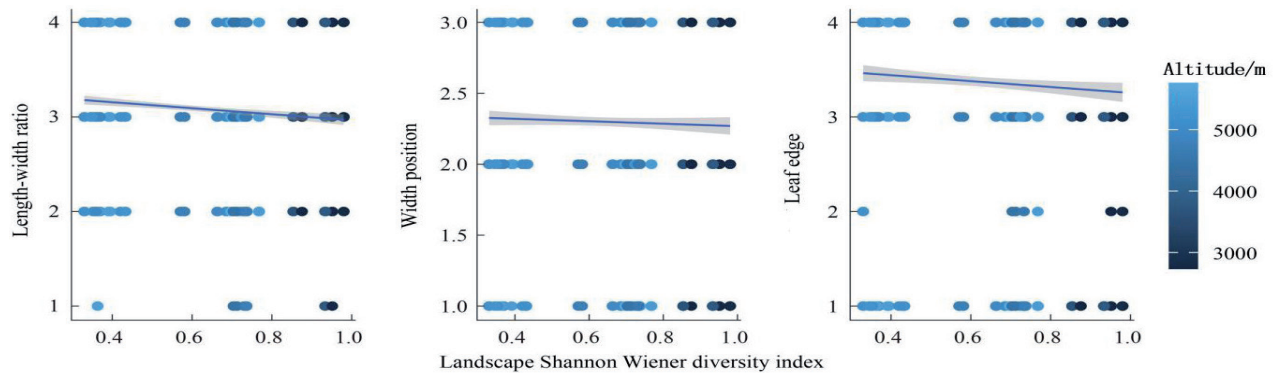 Length-width ratio
4
3
2
1
0.4 0.6 0.8 1.0
Width position
3.0
2.5
2.0
1.5
1.0
0.4 0.6 0.8 1.0
Leaf edge
4
3
2
1
0.4 0.6 0.8 1.0
Landscape Shannon Wiener diversity index
Altitude/m
5000
4000
3000